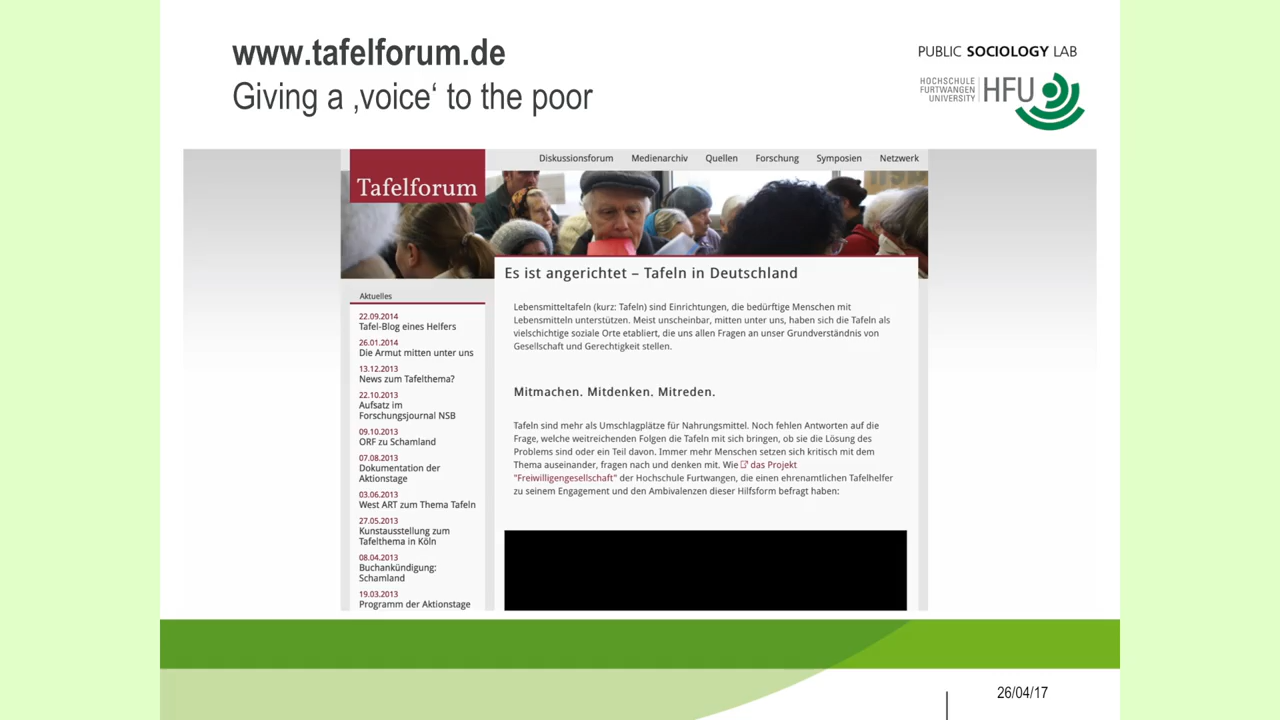 www.tafelforum.de
Giving a ‚voice‘ to the poor
PUBLIC SOCIOLOGY LAB
HOCHSCHULE
FURTWANGEN
UNIVERSITY
HFU
Diskussionsforum Medienarchiv Quellen Forschung Symposien Netzwerk
Tafelforum
Es ist angerichtet – Tafeln in Deutschland
Lebensmitteltafeln (kurz: Tafeln) sind Einrichtungen, die bedürftige Menschen mit
Lebensmitteln unterstützen. Meist unscheinbar, mitten unter uns, haben sich die Tafeln als
vielschichtige soziale Orte etabliert, die uns allen Fragen an unser Grundverständnis von
Gesellschaft und Gerechtigkeit stellen.
Mitmachen. Mitdenken. Mitreden.
Tafeln sind mehr als Umschlagplätze für Nahrungsmittel. Noch fehlen Antworten auf die
Frage, welche weitreichenden Folgen die Tafeln mit sich bringen, ob sie die Lösung des
Problems sind oder ein Teil davon. Immer mehr Menschen setzen sich kritisch mit dem
Thema auseinander, fragen nach und denken mit. Wie das Projekt
"Freiwilligengesellschaft" der Hochschule Furtwangen, die einen ehrenamtlichen Tafelhelfer
zu seinem Engagement und den Ambivalenzen dieser Hilfsform befragt haben:
Aktuelles
22.09.2014
Tafel-Blog eines Helfers
26.01.2014
Die Armut mitten unter uns
13.12.2013
News zum Tafelthema?
22.10.2013
Aufsatz im
Forschungsjournal NSB
09.10.2013
ORF zu Schamland
07.08.2013
Dokumentation der
Aktionstage
03.06.2013
West ART zum Thema Tafeln
27.05.2013
Kunstausstellung zum
Tafelthema in Köln
08.04.2013
Buchankündigung:
Schamland
19.03.2013
Programm der Aktionstage
26/04/17